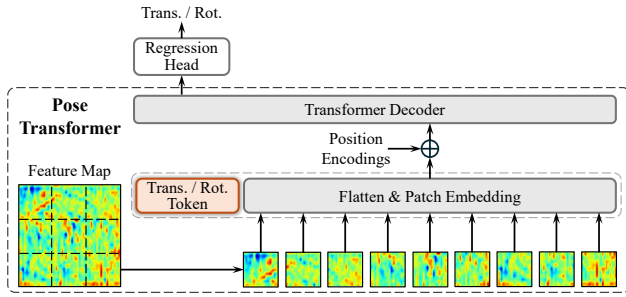 Trans. / Rot.
Regression
Head
Pose
Transformer
Transformer Decoder
Position
Encodings
Feature Map
Trans. / Rot.
Token
Flatten & Patch Embedding